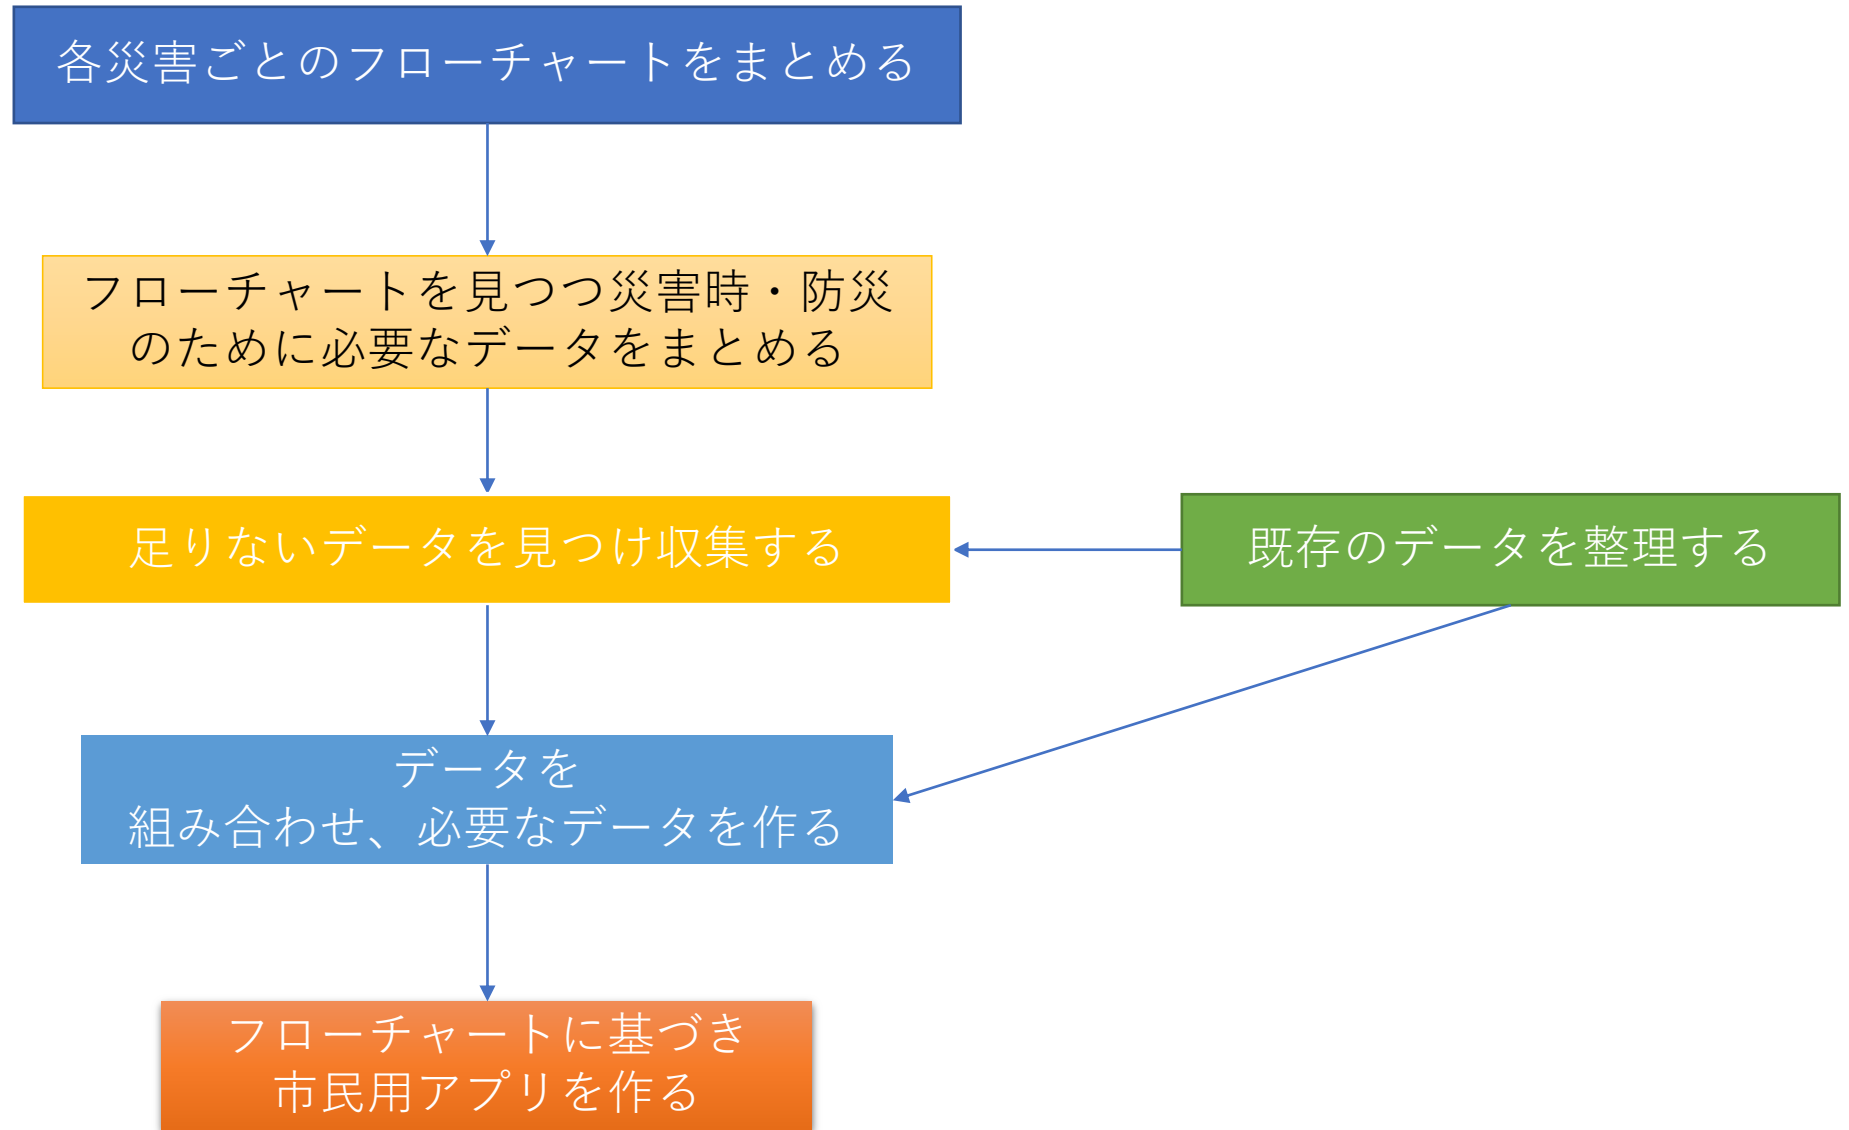 各災害ごとのフローチャートをまとめる
フローチャートを見つつ災害時・防災
のために必要なデータをまとめる
足りないデータを見つけ収集する
既存のデータを整理する
データを
組み合わせ、必要なデータを作る
フローチャートに基づき
市民用アプリを作る